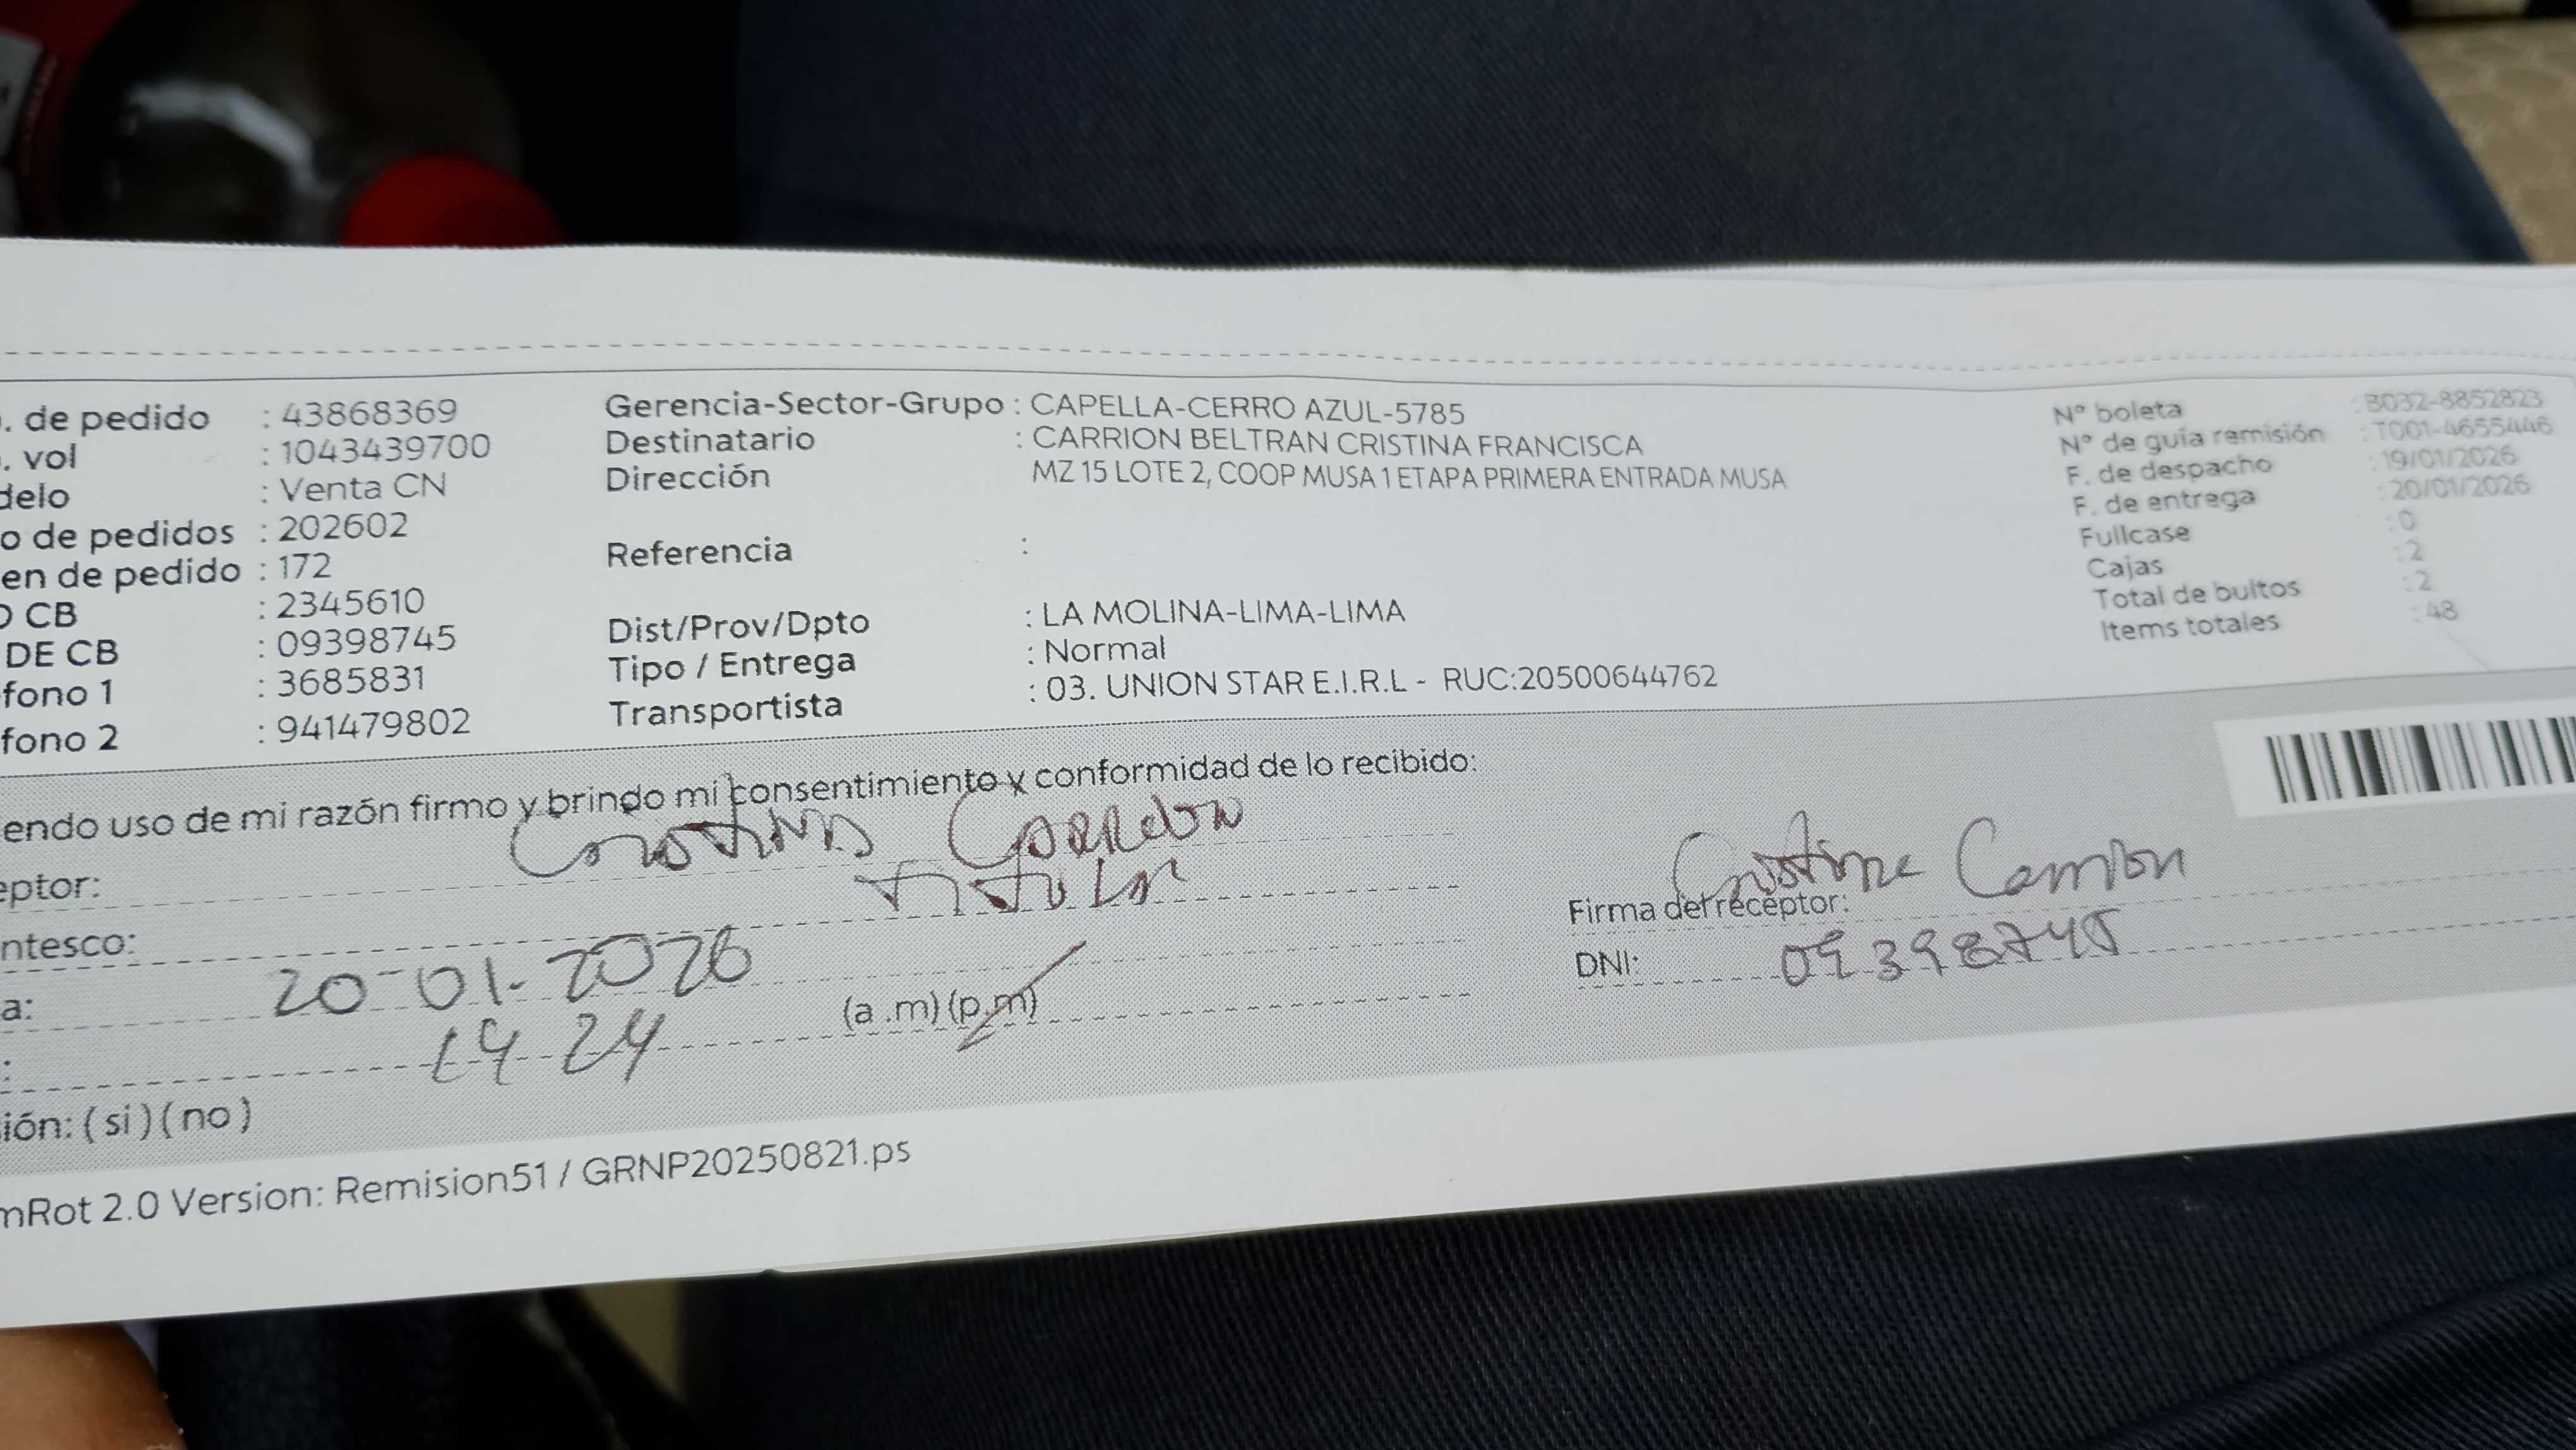 . de pedido : 43868369
. vol : 1043439700
delo : Venta CN
o de pedidos : 202602
en de pedido : 172
O CB : 2345610
DE CB : 09398745
fono 1 : 3685831
fono 2 : 941479802
Gerencia-Sector-Grupo : CAPELLA-CERRO AZUL-5785
Destinatario : CARRION BELTRAN CRISTINA FRANCISCA
Dirección MZ 15 LOTE 2, COOP MUSA 1 ETAPA PRIMERA ENTRADA MUSA
Referencia :
Dist/Prov/Dpto : LA MOLINA-LIMA-LIMA
Tipo / Entrega : Normal
Transportista : 03. UNION STAR E.I.R.L - RUC:20500644762
N° boleta : B032-8852823
N° de guía remisión : T001-4655446
F. de despacho : 19/01/2026
F. de entrega : 20/01/2026
Fullcase : 0
Cajas : 2
Total de bultos : 2
Items totales : 48
endo uso de mi razón firmo y brindo mi consentimiento y conformidad de lo recibido:
eptor: Cristina Carrion
ntesco: Titular
a: 20-01-2026
: 14 24 (a .m) (p.m)
ión: ( si ) ( no )
Firma del receptor: Cristina Carrion
DNI: 09398745
mRot 2.0 Version: Remision51 / GRNP20250821.ps